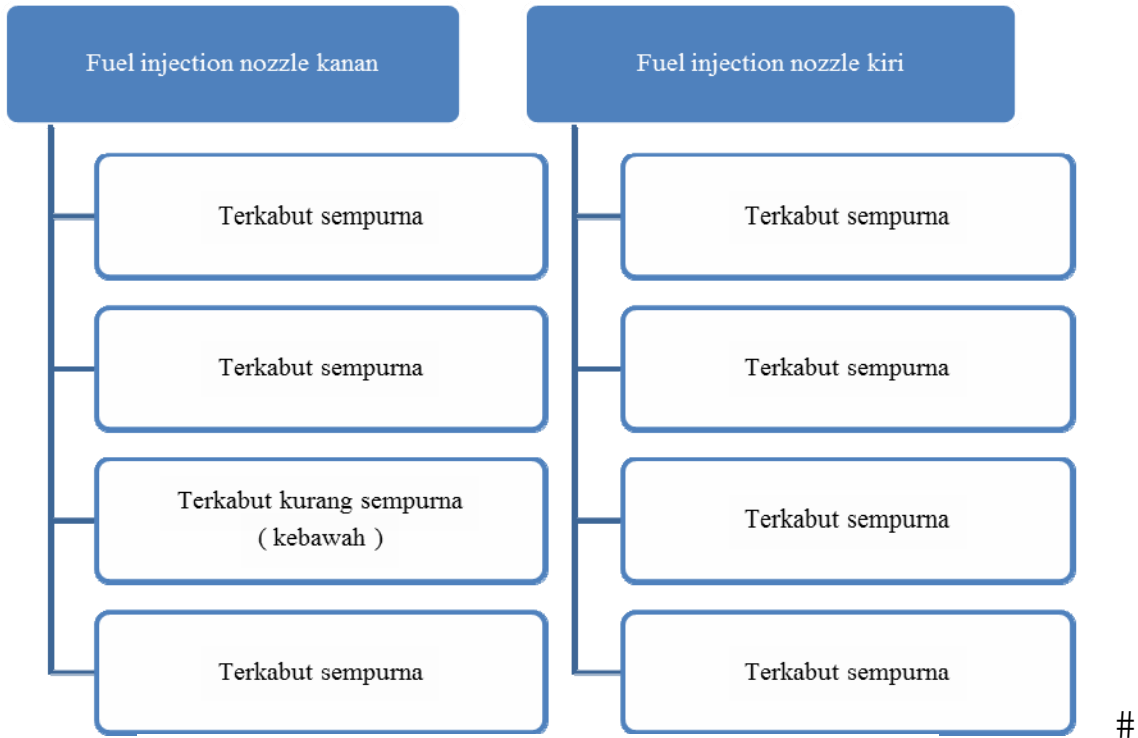 Fuel injection nozzle kanan
Terkabut sempurna
Terkabut sempurna
Terkabut kurang sempurna
( kebawah )
Terkabut sempurna
Fuel injection nozzle kiri
Terkabut sempurna
Terkabut sempurna
Terkabut sempurna
Terkabut sempurna
#